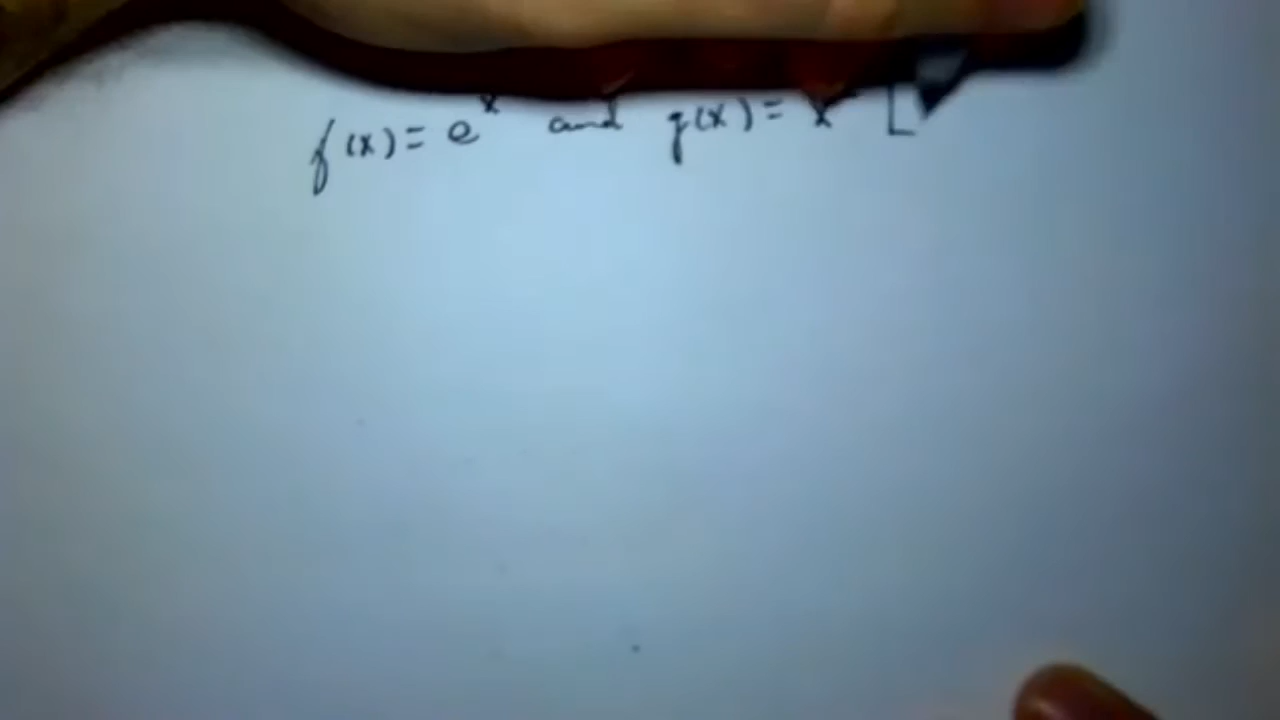 f(x) = e^x and g(x) = x [